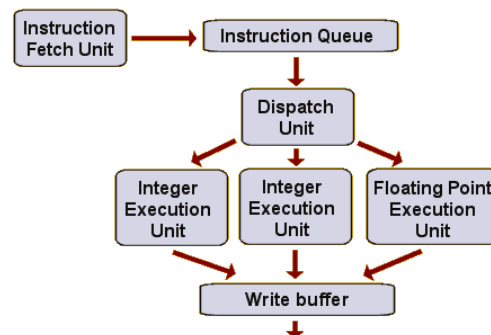 Instruction
Fetch Unit
Instruction Queue
Dispatch
Unit
Integer
Execution
Unit
Integer
Execution
Unit
Floating Point
Execution
Unit
Write buffer